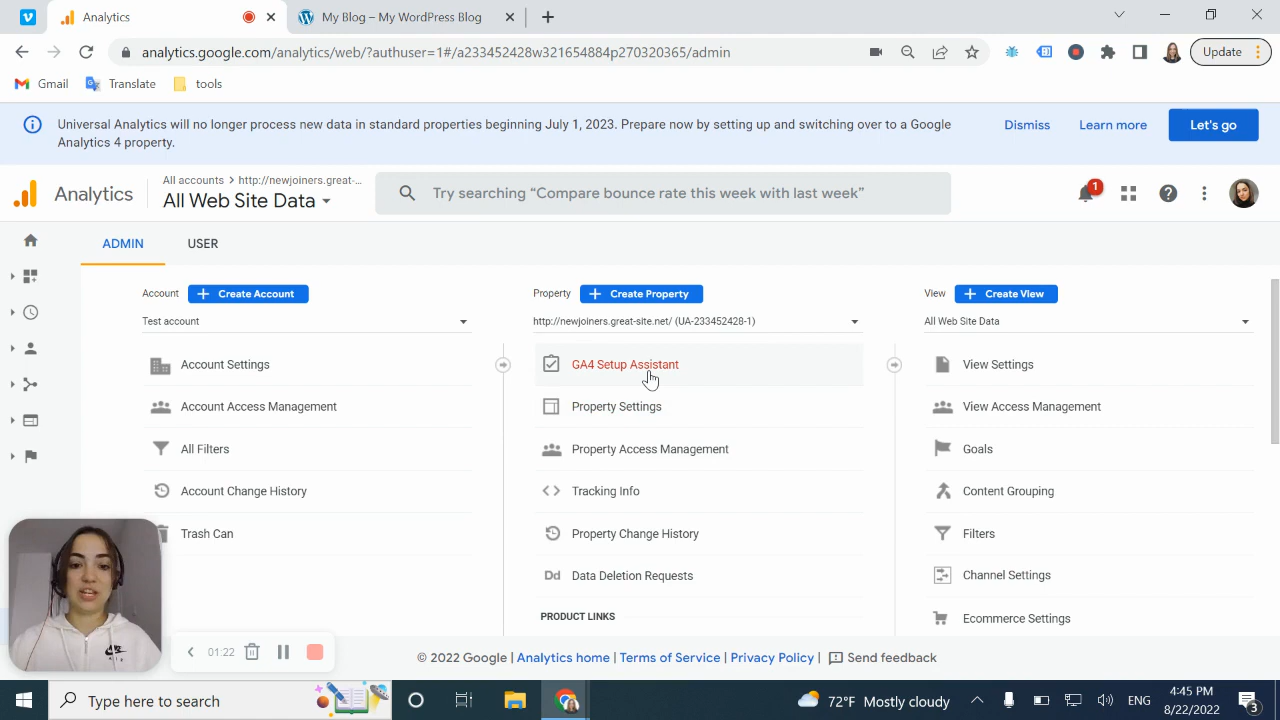 Analytics
My Blog – My WordPress Blog
analytics.google.com/analytics/web/?authuser=1#/a233452428w321654884p270320365/admin
Update
Gmail
Translate
tools
Universal Analytics will no longer process new data in standard properties beginning July 1, 2023. Prepare now by setting up and switching over to a Google
Analytics 4 property.
Dismiss
Learn more
Let's go
Analytics
All accounts > http://newjoiners.great-...
All Web Site Data
Try searching “Compare bounce rate this week with last week”
1
ADMIN
USER
Account
+ Create Account
Test account
Account Settings
Account Access Management
All Filters
Account Change History
Trash Can
Property
+ Create Property
http://newjoiners.great-site.net/ (UA-233452428-1)
GA4 Setup Assistant
Property Settings
Property Access Management
Tracking Info
Property Change History
Dd Data Deletion Requests
PRODUCT LINKS
View
+ Create View
All Web Site Data
View Settings
View Access Management
Goals
Content Grouping
Filters
Channel Settings
Ecommerce Settings
01:22
© 2022 Google | Analytics home | Terms of Service | Privacy Policy | Send feedback
Type here to search
72°F Mostly cloudy
ENG
4:45 PM
8/22/2022
3